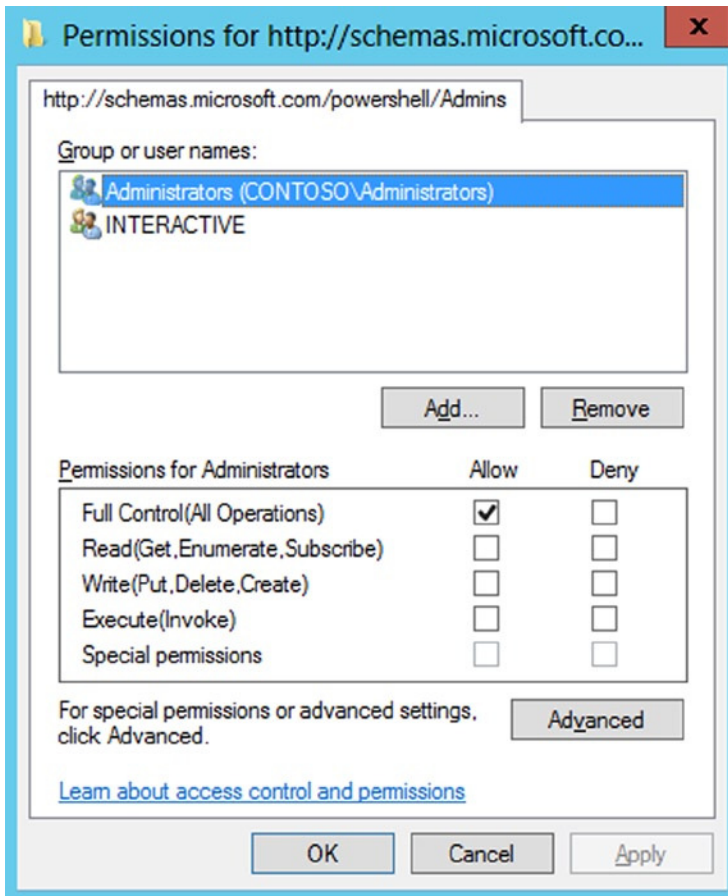 Permissions for http://schemas.microsoft.co...
x
http://schemas.microsoft.com/powershell/Admins
Group or user names:
Administrators (CONTOSO\Administrators)
INTERACTIVE
Add... Remove
Permissions for Administrators Allow Deny
Full Control(All Operations)
Read(Get,Enumerate,Subscribe)
Write(Put,Delete,Create)
Execute(Invoke)
Special permissions
For special permissions or advanced settings,
click Advanced.
Advanced
Learn about access control and permissions
OK Cancel Apply